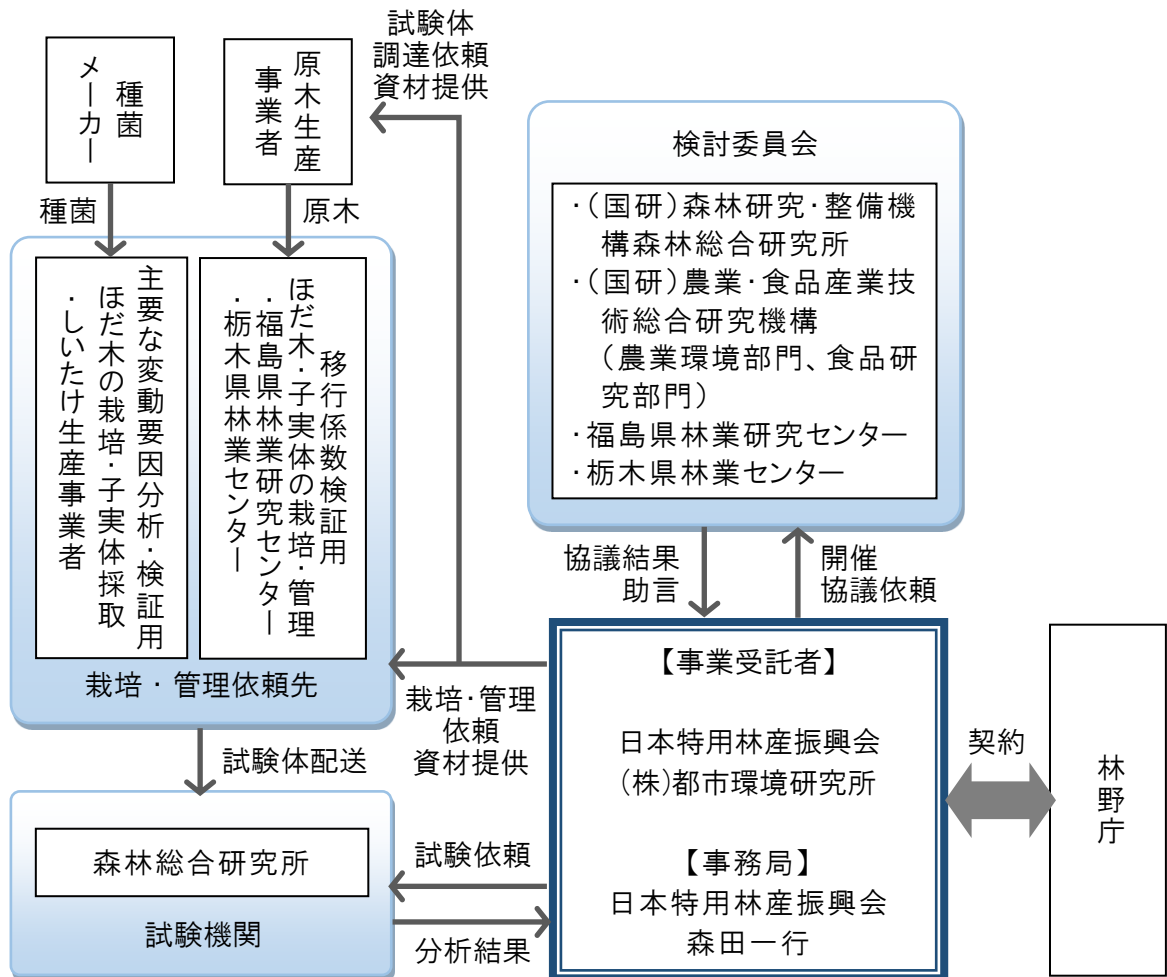 種菌
メーカー
原木生産
事業者
試験体
調達依頼
資材提供
種菌
原木
主要な変動要因分析・検証用
ほだ木の栽培・子実体採取
・しいたけ生産事業者
移行係数検証用
ほだ木・子実体の栽培・管理
・福島県林業研究センター
・栃木県林業センター
栽培・管理依頼先
検討委員会
・（国研）森林研究・整備機
構森林総合研究所
・（国研）農業・食品産業技
術総合研究機構
（農業環境部門、食品研
究部門）
・福島県林業研究センター
・栃木県林業センター
協議結果
助言
開催
協議依頼
栽培・管理
依頼
資材提供
【事業受託者】
日本特用林産振興会
（株）都市環境研究所
【事務局】
日本特用林産振興会
森田一行
契約
林野庁
試験体配送
森林総合研究所
試験機関
試験依頼
分析結果